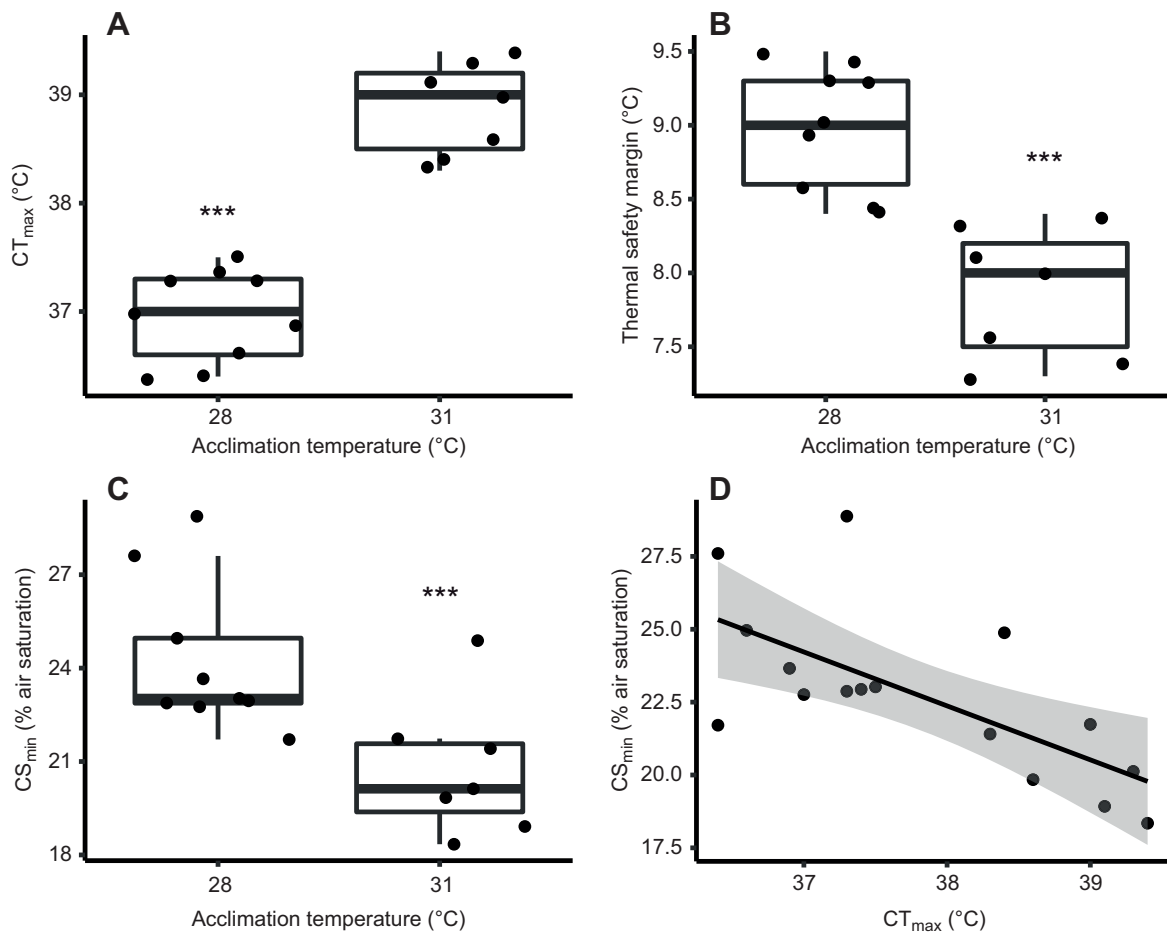 A
CTmax (°C)
39
38
37
***
28
31
Acclimation temperature (°C)
B
Thermal safety margin (°C)
9.5
9.0
8.5
8.0
7.5
***
28
31
Acclimation temperature (°C)
C
CSmin (% air saturation)
27
24
21
18
***
28
31
Acclimation temperature (°C)
D
CSmin (% air saturation)
27.5
25.0
22.5
20.0
17.5
37
38
39
CTmax (°C)